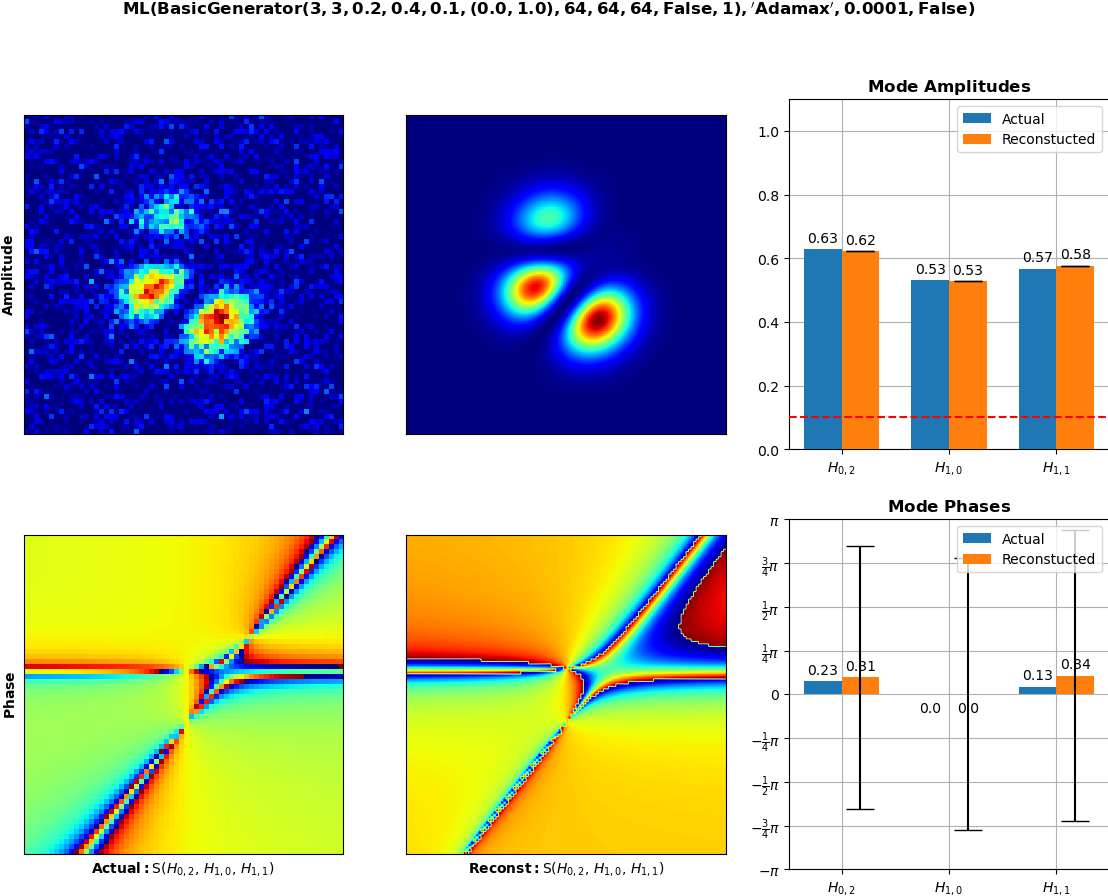 ML(BasicGenerator(3, 3, 0.2, 0.4, 0.1, (0.0, 1.0), 64, 64, 64, False, 1), 'Adamax', 0.0001, False)
Amplitude
Mode Amplitudes
Actual
Reconstucted
1.0
0.8
0.6
0.4
0.2
0.0
0.63
0.62
0.53
0.53
0.57
0.58
H0, 2
H1, 0
H1, 1
Phase
Actual: S(H0, 2, H1, 0, H1, 1)
Reconst: S(H0, 2, H1, 0, H1, 1)
Mode Phases
Actual
Reconstucted
π
3/4π
1/2π
1/4π
0
−1/4π
−1/2π
−3/4π
−π
0.23
0.31
0.0
0.0
0.13
0.34
H0, 2
H1, 0
H1, 1